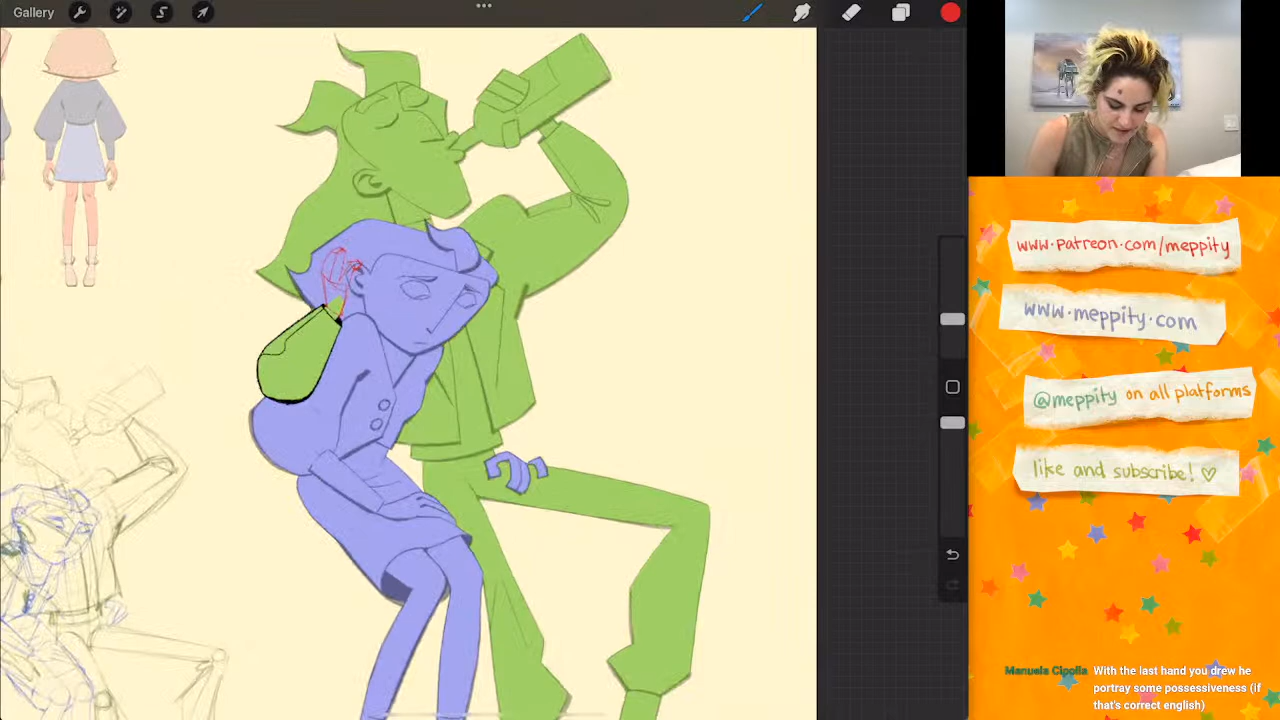 Gallery
www.patreon.com/meppity
www.meppity.com
@meppity on all platforms
like and subscribe! ♡
Manuela Cipolla With the last hand you drew he
portray some possessiveness (if
that's correct english)